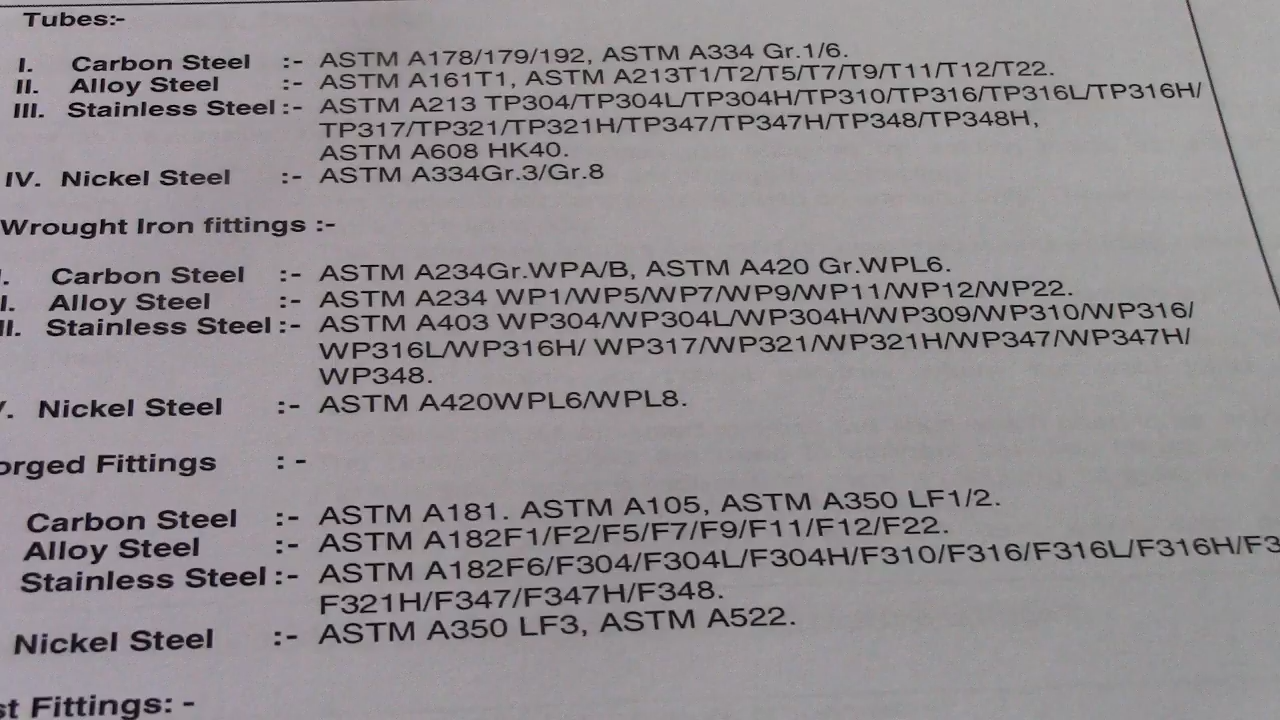 Tubes:-
I. Carbon Steel :- ASTM A178/179/192, ASTM A334 Gr.1/6.
II. Alloy Steel :- ASTM A161T1, ASTM A213T1/T2/T5/T7/T9/T11/T12/T22.
III. Stainless Steel :- ASTM A213 TP304/TP304L/TP304H/TP310/TP316/TP316L/TP316H/
TP317/TP321/TP321H/TP347/TP347H/TP348/TP348H,
ASTM A608 HK40.
IV. Nickel Steel :- ASTM A334Gr.3/Gr.8
Wrought Iron fittings :-
I. Carbon Steel :- ASTM A234Gr.WPA/B, ASTM A420 Gr.WPL6.
I. Alloy Steel :- ASTM A234 WP1/WP5/WP7/WP9/WP11/WP12/WP22.
II. Stainless Steel :- ASTM A403 WP304/WP304L/WP304H/WP309/WP310/WP316/
WP316L/WP316H/ WP317/WP321/WP321H/WP347/WP347H/
WP348.
V. Nickel Steel :- ASTM A420WPL6/WPL8.
orged Fittings :-
Carbon Steel :- ASTM A181. ASTM A105, ASTM A350 LF1/2.
Alloy Steel :- ASTM A182F1/F2/F5/F7/F9/F11/F12/F22.
Stainless Steel :- ASTM A182F6/F304/F304L/F304H/F310/F316/F316L/F316H/F3
F321H/F347/F347H/F348.
Nickel Steel :- ASTM A350 LF3, ASTM A522.
st Fittings: -